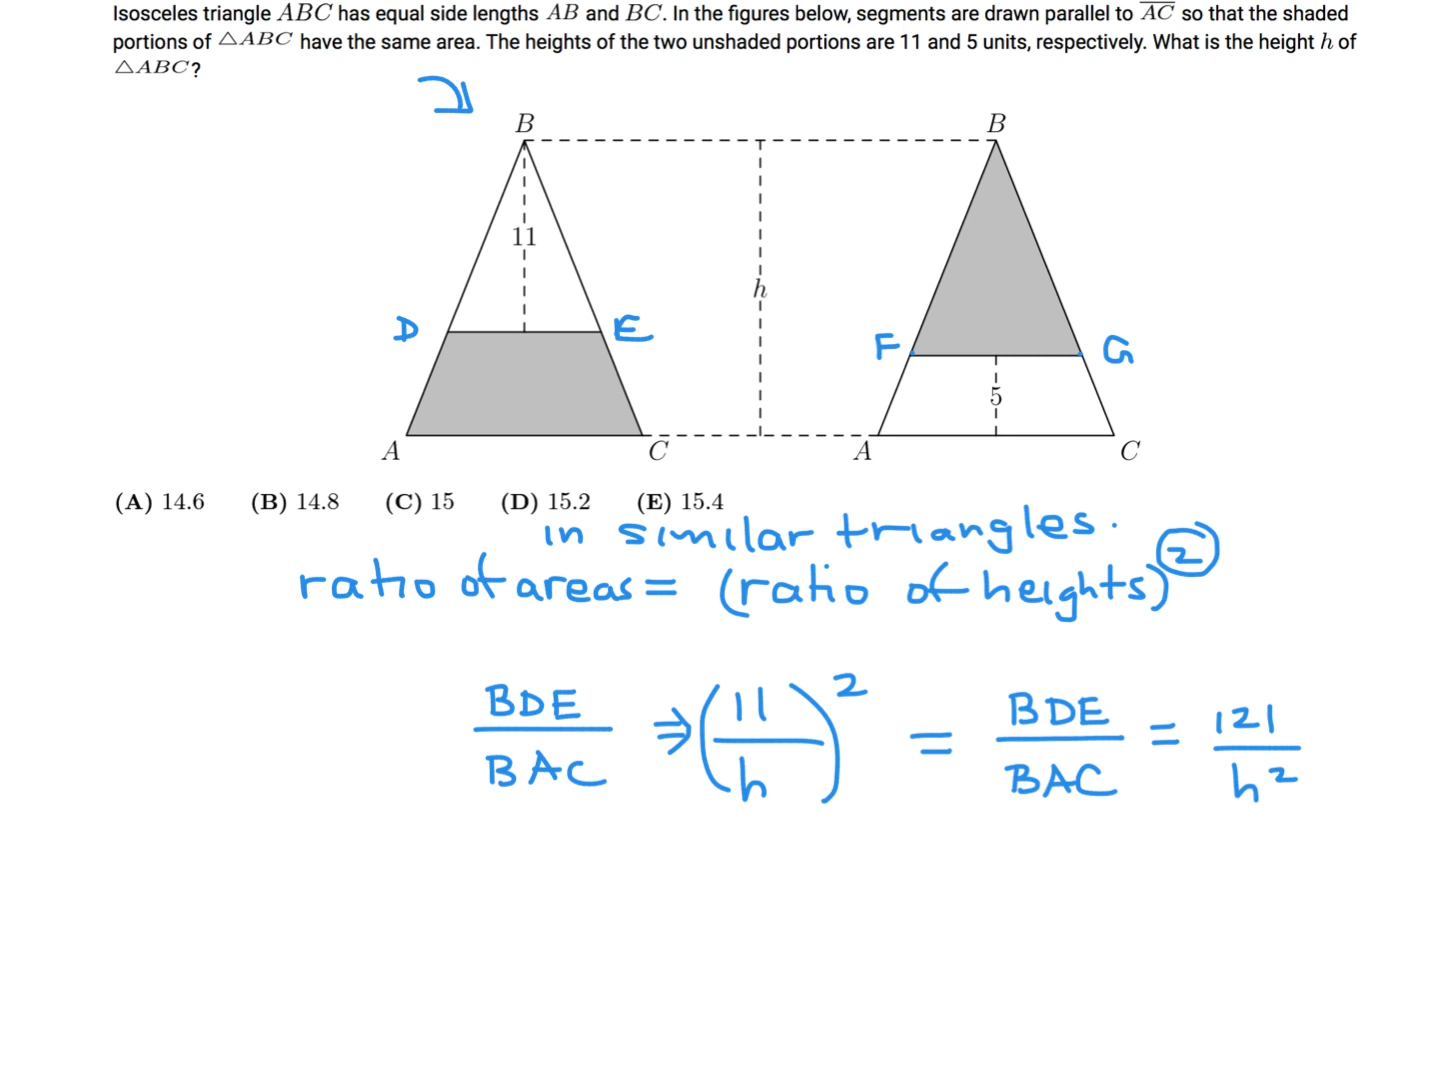 Isosceles triangle ABC has equal side lengths AB and BC. In the figures below, segments are drawn parallel to A̅C̅ so that the shaded
portions of △ABC have the same area. The heights of the two unshaded portions are 11 and 5 units, respectively. What is the height h of
△ABC?
B B
11
h
D E F G
5
A C A C
(A) 14.6 (B) 14.8 (C) 15 (D) 15.2 (E) 15.4
in similar triangles.
ratio of areas = (ratio of heights)²
BDE/BAC ⇒ (11/h)² = BDE/BAC = 121/h²